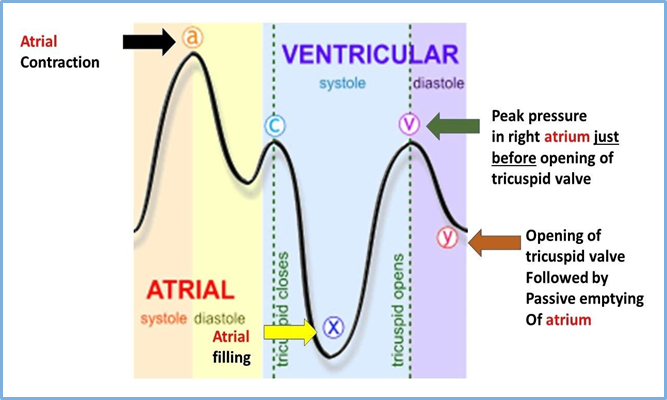 Atrial
Contraction
a
VENTRICULAR
systole
diastole
c
v
Peak pressure
in right atrium just
before opening of
tricuspid valve
y
Opening of
tricuspid valve
Followed by
Passive emptying
Of atrium
ATRIAL
systole diastole
Atrial
filling
x
tricuspid closes
tricuspid opens